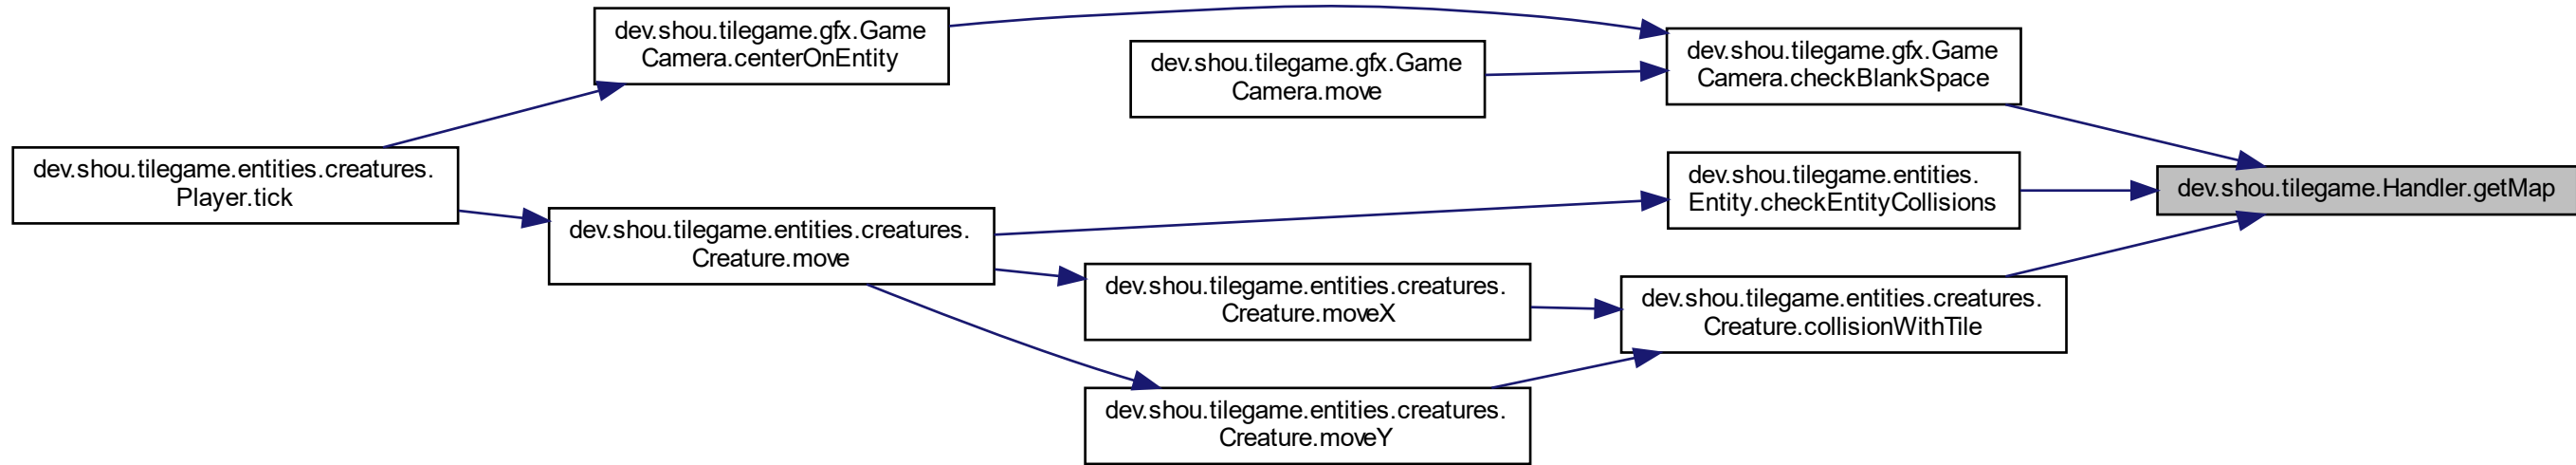 dev.shou.tilegame.gfx.Game
Camera.centerOnEntity
dev.shou.tilegame.gfx.Game
Camera.move
dev.shou.tilegame.gfx.Game
Camera.checkBlankSpace
dev.shou.tilegame.entities.creatures.
Player.tick
dev.shou.tilegame.entities.
Entity.checkEntityCollisions
dev.shou.tilegame.Handler.getMap
dev.shou.tilegame.entities.creatures.
Creature.move
dev.shou.tilegame.entities.creatures.
Creature.moveX
dev.shou.tilegame.entities.creatures.
Creature.collisionWithTile
dev.shou.tilegame.entities.creatures.
Creature.moveY